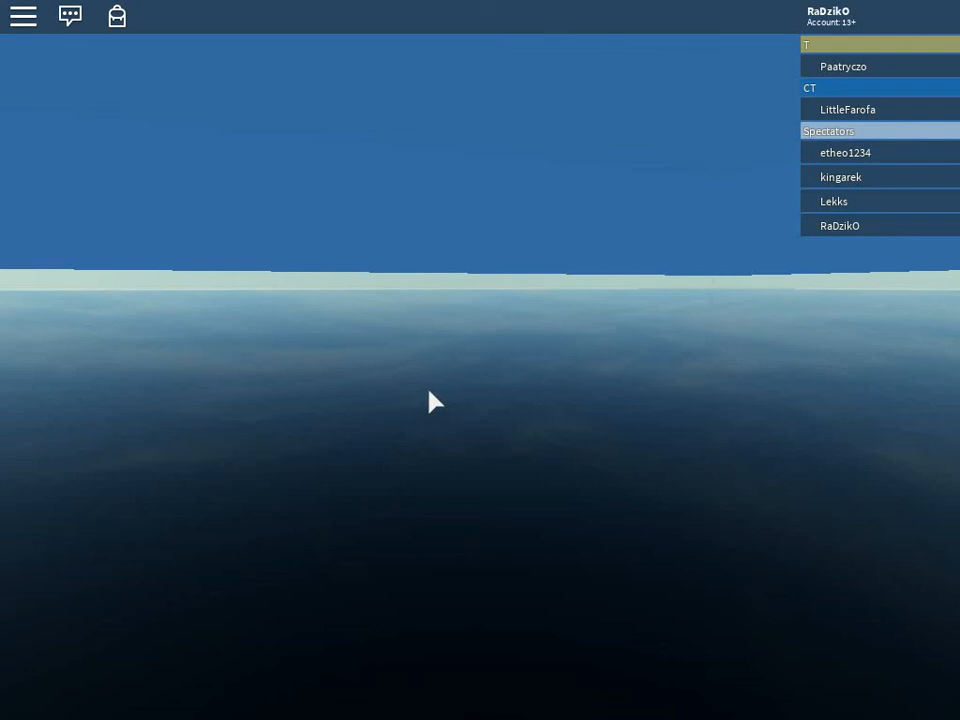 RaDzikO
Account: 13+
T
Paatryczo
CT
LittleFarofa
Spectators
etheo1234
kingarek
Lekks
RaDzikO